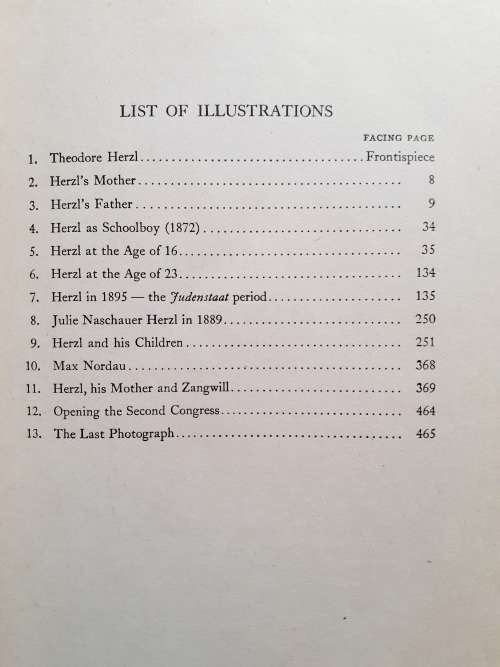 LIST OF ILLUSTRATIONS
FACING PAGE
1. Theodore Herzl..................................Frontispiece
2. Herzl's Mother........................................ 8
3. Herzl's Father........................................ 9
4. Herzl as Schoolboy (1872)............................. 34
5. Herzl at the Age of 16................................ 35
6. Herzl at the Age of 23................................ 134
7. Herzl in 1895 — the Judenstaat period.................. 135
8. Julie Naschauer Herzl in 1889.......................... 250
9. Herzl and his Children................................ 251
10. Max Nordau.......................................... 368
11. Herzl, his Mother and Zangwill........................ 369
12. Opening the Second Congress.......................... 464
13. The Last Photograph.................................. 465